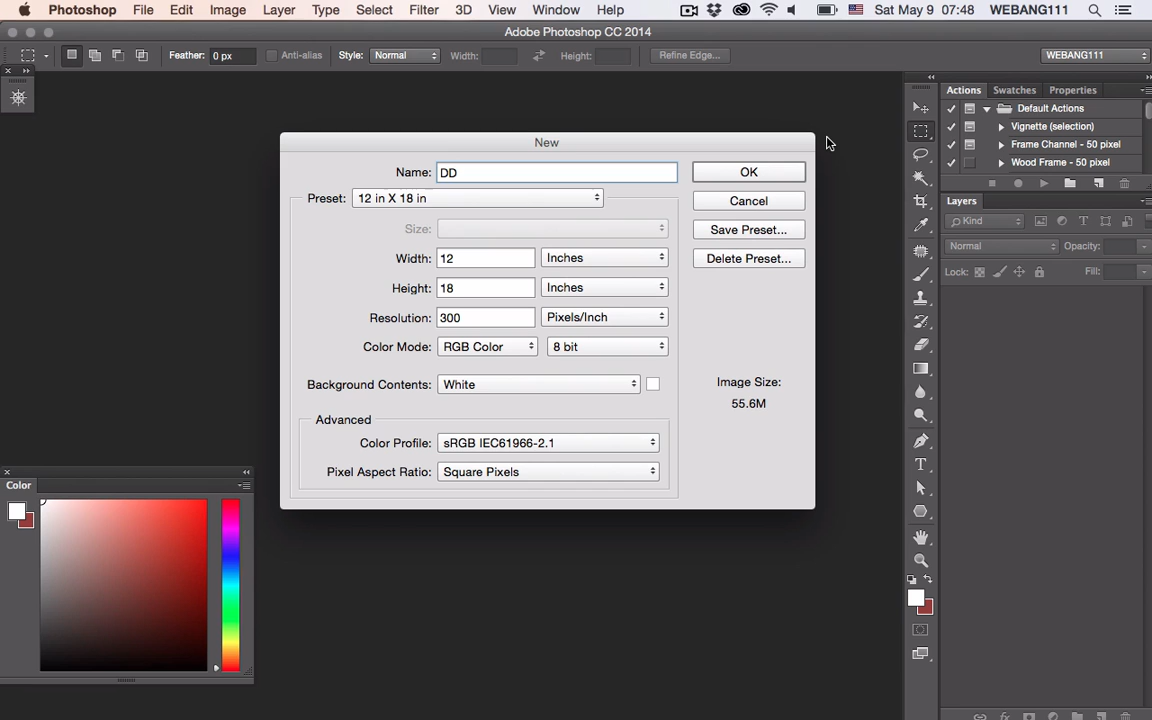 Photoshop File Edit Image Layer Type Select Filter 3D View Window Help Sat May 9 07:48 WEBANG111
Adobe Photoshop CC 2014
Feather: 0 px Anti-alias Style: Normal Width: Height: Refine Edge... WEBANG111
Actions Swatches Properties
Default Actions
Vignette (selection)
Frame Channel - 50 pixel
Wood Frame - 50 pixel
Layers
Kind
Normal Opacity:
Lock: Fill:
New
Name: DD OK
Preset: 12 in X 18 in Cancel
Size: Save Preset...
Width: 12 Inches Delete Preset...
Height: 18 Inches
Resolution: 300 Pixels/Inch
Color Mode: RGB Color 8 bit
Background Contents: White
Image Size:
55.6M
Advanced
Color Profile: sRGB IEC61966-2.1
Pixel Aspect Ratio: Square Pixels
Color